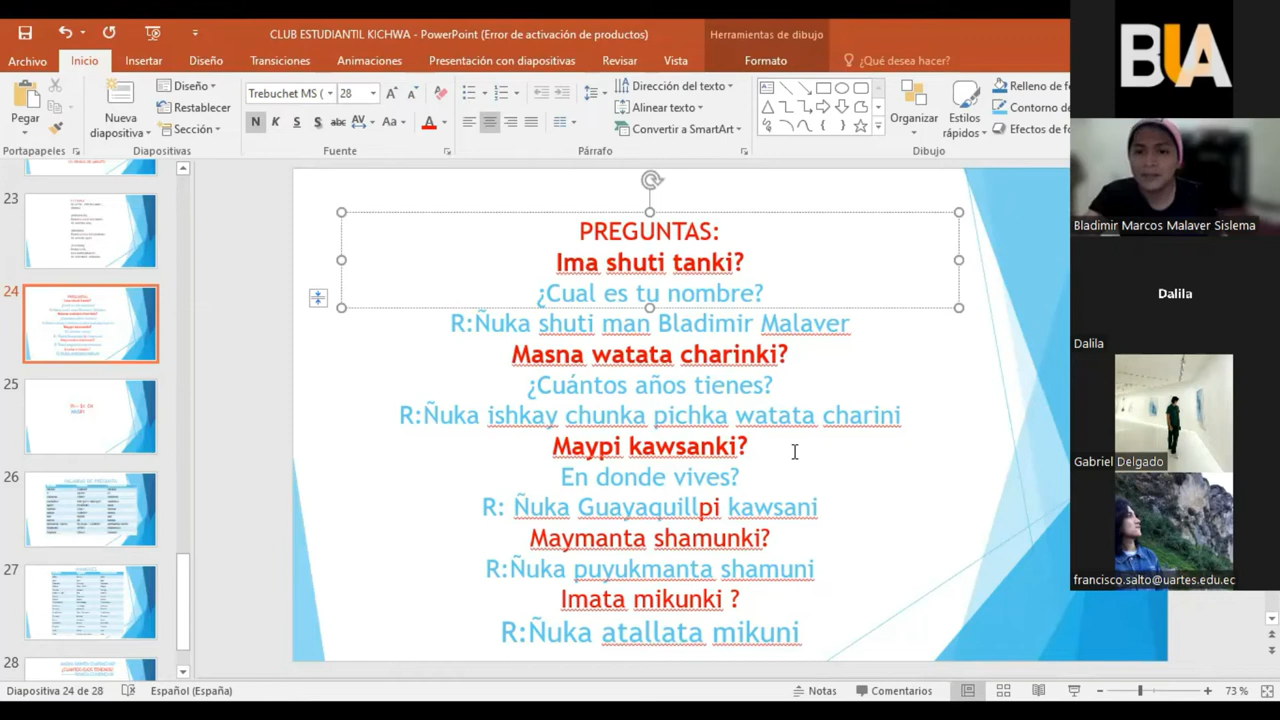 CLUB ESTUDIANTIL KICHWA - PowerPoint (Error de activación de productos)
Herramientas de dibujo
Archivo
Inicio
Insertar
Diseño
Transiciones
Animaciones
Presentación con diapositivas
Revisar
Vista
Formato
¿Qué desea hacer?
Pegar
Portapapeles
Nueva diapositiva
Diseño
Restablecer
Sección
Diapositivas
Trebuchet MS (
28
N K S abc AV Aa A
Fuente
Dirección del texto
Alinear texto
Convertir a SmartArt
Párrafo
Organizar
Estilos rápidos
Relleno de f
Contorno de
Efectos de fo
Dibujo
BUA
Bladimir Marcos Malaver Sislema
Dalila
Dalila
Gabriel Delgado
francisco.salto@uartes.edu.ec
23
24
25
26
27
28
PREGUNTAS:
Ima shuti tanki?
¿Cual es tu nombre?
R:Ñuka shuti man Bladimir Malaver
Masna watata charinki?
¿Cuántos años tienes?
R:Ñuka ishkay chunka pichka watata charini
Maypi kawsanki?
En donde vives?
R: Ñuka Guayaquillpi kawsani
Maymanta shamunki?
R:Ñuka puyukmanta shamini
Imata mikunki ?
R:Ñuka atallata mikuni
Diapositiva 24 de 28
Español (España)
Notas
Comentarios
73 %